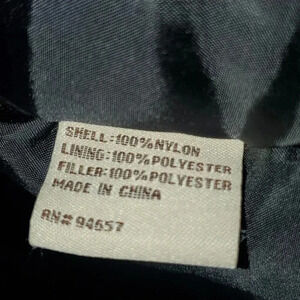 SHELL:100%NYLON
LINING:100%POLYESTER
FILLER:100%POLYESTER
MADE IN CHINA
RN# 94657